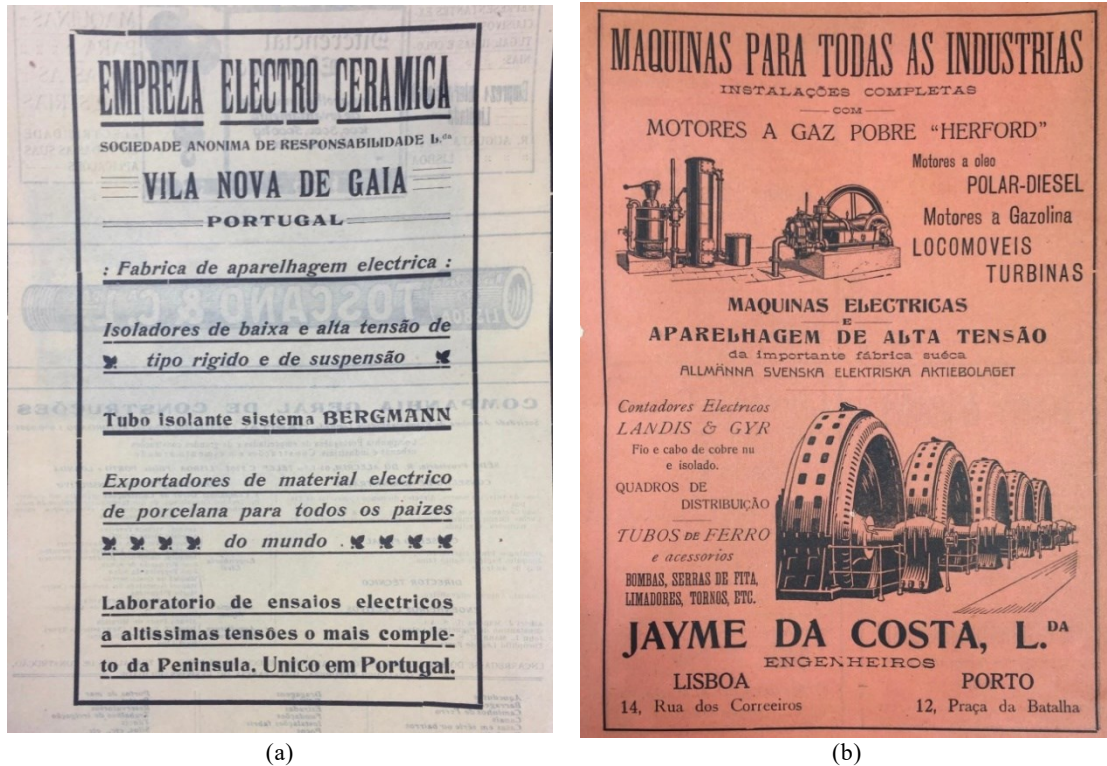 EMPREZA ELECTRO CERAMICA
SOCIEDADE ANONIMA DE RESPONSABILIDADE L.da
VILA NOVA DE GAIA
PORTUGAL
: Fabrica de aparelhagem electrica :
Isoladores de baixa e alta tensão de
tipo rigido e de suspensão
Tubo isolante sistema BERGMANN
Exportadores de material electrico
de porcelana para todos os paizes
do mundo .
Laboratorio de ensaios electricos
a altissimas tensões o mais comple-
to da Peninsula. Unico em Portugal.
(a)
MAQUINAS PARA TODAS AS INDUSTRIAS
INSTALAÇÕES COMPLETAS
COM
MOTORES A GAZ POBRE "HERFORD"
Motores a oleo
POLAR-DIESEL
Motores a Gazolina
LOCOMOVEIS
TURBINAS
MAQUINAS ELECTRICAS
E
APARELHAGEM DE ALTA TENSÃO
da importante fábrica suéca
ALLMÄNNA SVENSKA ELEKTRISKA AKTIEBOLAGET
Contadores Electricos
LANDIS & GYR
Fio e cabo de cobre nu
e isolado.
QUADROS DE
DISTRIBUIÇÃO
TUBOS DE FERRO
e acessorios
BOMBAS, SERRAS DE FITA,
LIMADORES, TORNOS, ETC.
JAYME DA COSTA, L.DA
ENGENHEIROS
LISBOA
14, Rua dos Correeiros
PORTO
12, Praça da Batalha
(b)